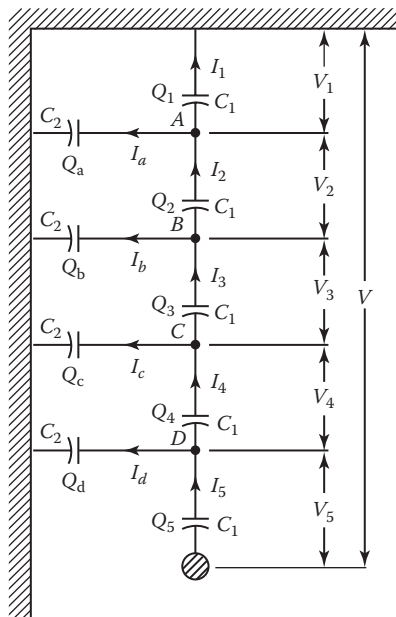 I1
V1
Q1 C1
C2 A
Qa Ia
I2
V2
Q2 C1
C2 B
Qb Ib
I3
V3
V
Q3 C1
C2 C
Qc Ic
I4
V4
Q4 C1
C2 D
Qd Id
I5
V5
Q5 C1